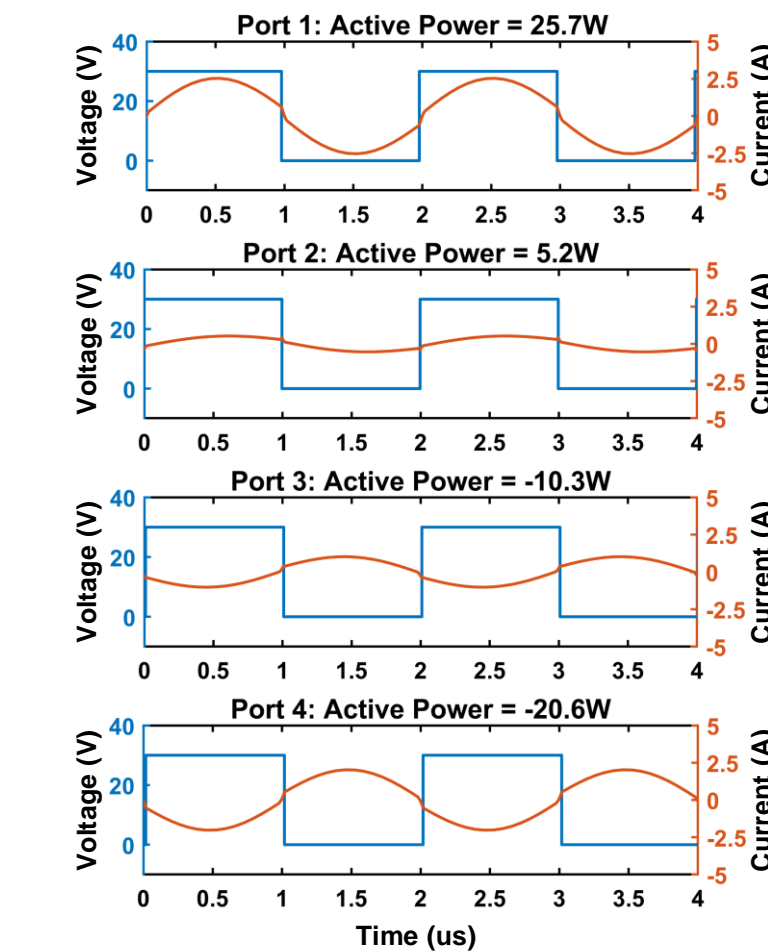 Port 1: Active Power = 25.7W
Voltage (V)
40
20
0
5
2.5
0
-2.5
-5
Current (A)
0 0.5 1 1.5 2 2.5 3 3.5 4
Port 2: Active Power = 5.2W
Voltage (V)
40
20
0
5
2.5
0
-2.5
-5
Current (A)
0 0.5 1 1.5 2 2.5 3 3.5 4
Port 3: Active Power = -10.3W
Voltage (V)
40
20
0
5
2.5
0
-2.5
-5
Current (A)
0 0.5 1 1.5 2 2.5 3 3.5 4
Port 4: Active Power = -20.6W
Voltage (V)
40
20
0
5
2.5
0
-2.5
-5
Current (A)
0 0.5 1 1.5 2 2.5 3 3.5 4
Time (us)